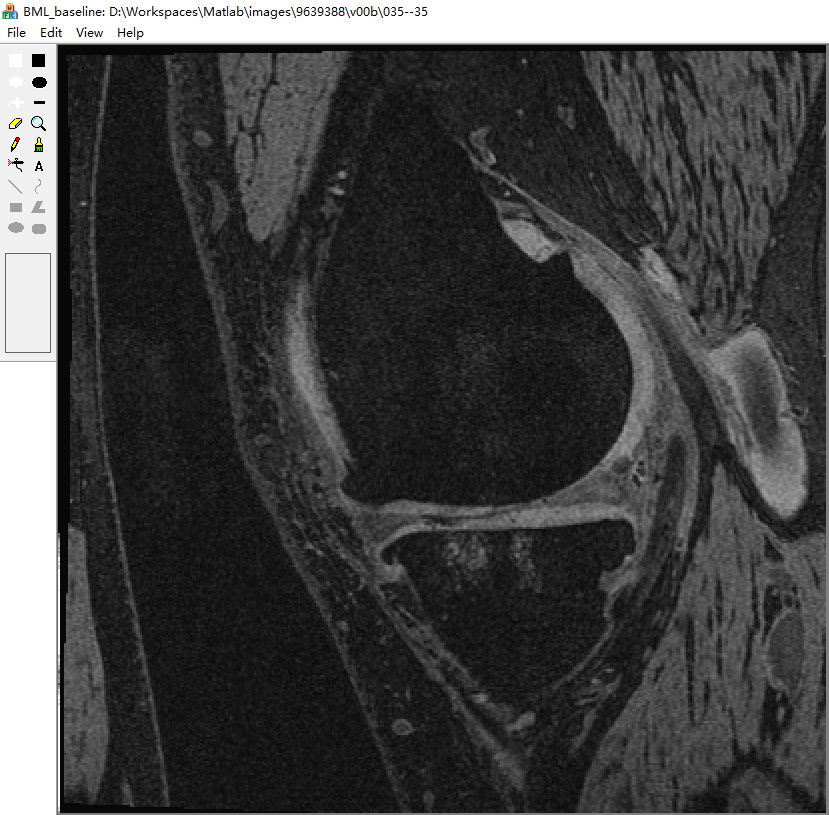 BML_baseline: D:\Workspaces\Matlab\images\9639388\v00b\035--35
File Edit View Help
A